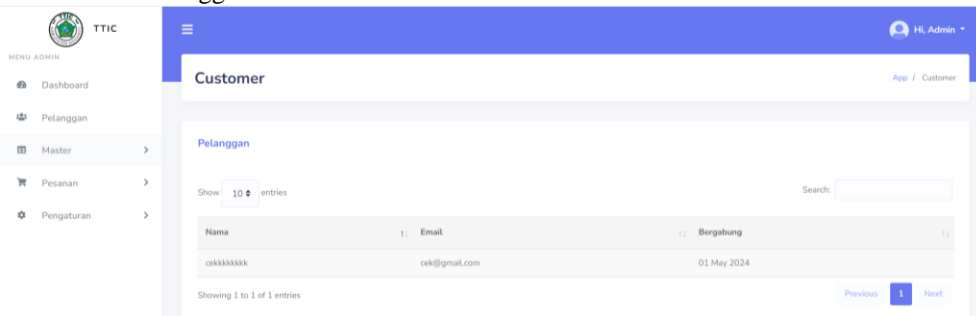 TTIC
Hi, Admin
MENU ADMIN
Dashboard
Pelanggan
Master
Pesanan
Pengaturan
Customer
App / Customer
Pelanggan
Show 10 entries
Search:
Nama Email Bergabung
cekkkkkkkk cek@gmail.com 01 May 2024
Showing 1 to 1 of 1 entries
Previous 1 Next